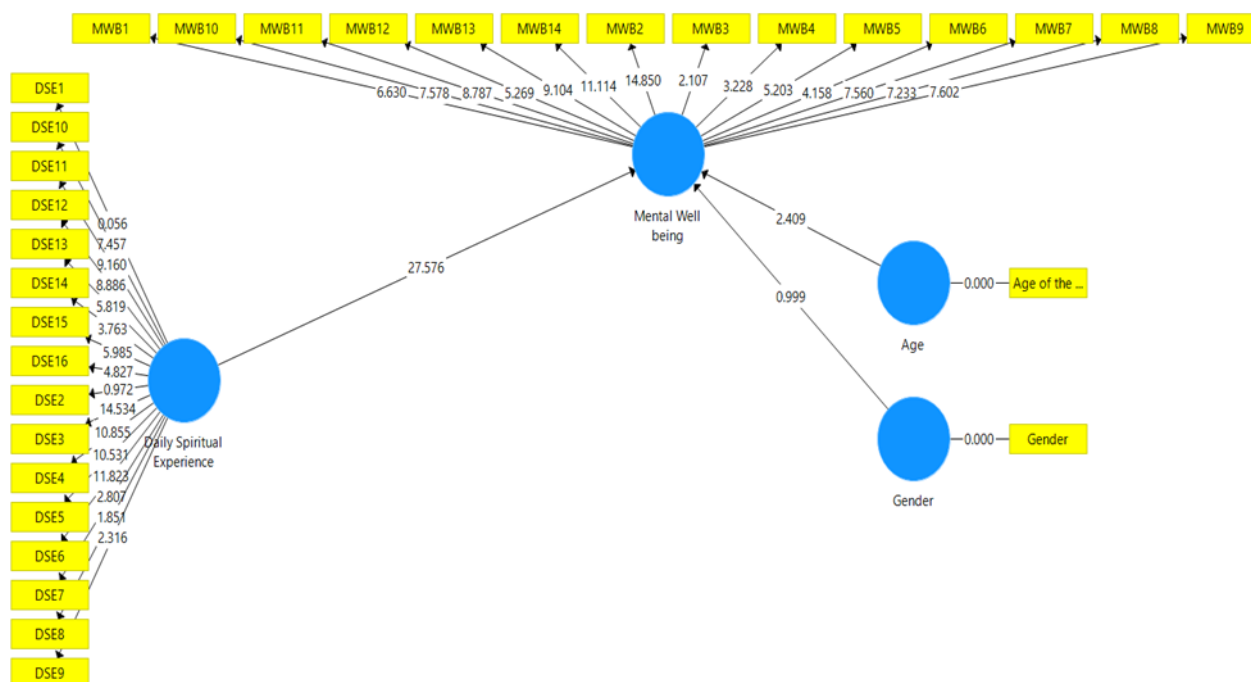 MWB1 MWB10 MWB11 MWB12 MWB13 MWB14 MWB2 MWB3 MWB4 MWB5 MWB6 MWB7 MWB8 MWB9
6.630 7.578 8.787 5.269 9.104 11.114 14.850 2.107 3.228 5.203 4.158 7.560 7.233 7.602
DSE1
DSE10
DSE11
DSE12
DSE13
DSE14
DSE15
DSE16
DSE2
DSE3
DSE4
DSE5
DSE6
DSE7
DSE8
DSE9
0.056
7.457
9.160
8.886
5.819
3.763
5.985
4.827
0.972
14.534
10.855
10.531
11.823
2.807
1.851
2.316
Daily Spiritual
Experience
27.576
Mental Well
being
2.409
0.999
Age
0.000
Age of the ...
Gender
0.000
Gender